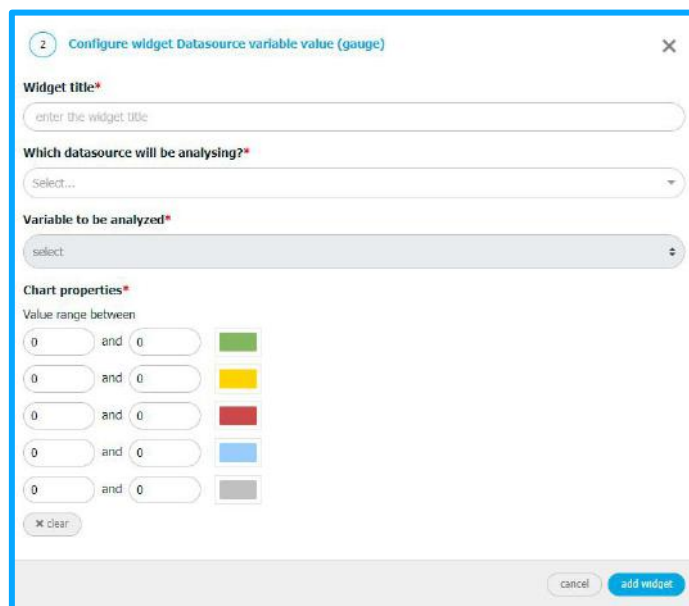 2 Configure widget Datasource variable value (gauge)
Widget title*
enter the widget title
Which datasource will be analysing?*
Select...
Variable to be analyzed*
select
Chart properties*
Value range between
0 and 0
0 and 0
0 and 0
0 and 0
0 and 0
✖ clear
cancel add widget